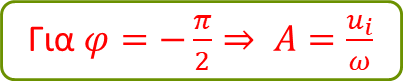 Για φ = −π/2 ⇒ A = u_i/ω